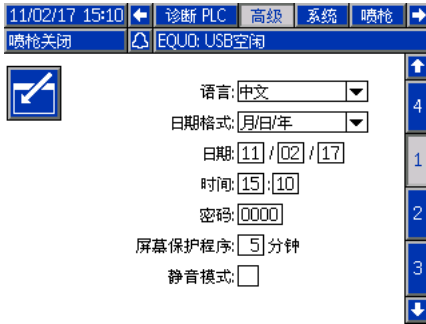 11/02/17 15:10 诊断 PLC 高级 系统 喷枪
喷枪关闭 EQU0: USB空闲
语言: 中文
日期格式: 月/日/年
日期: 11 / 02 / 17
时间: 15 : 10
密码: 0000
屏幕保护程序: 5 分钟
静音模式:
4
1
2
3